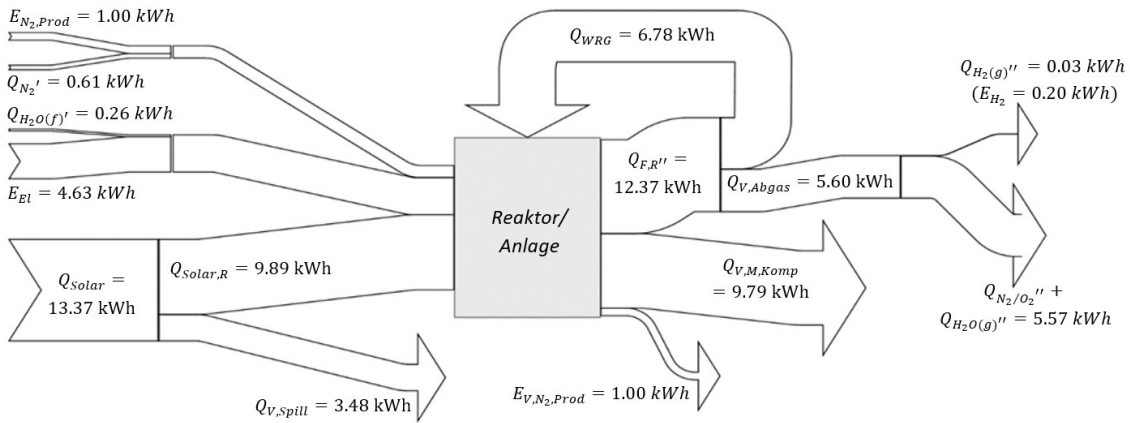 E_{N_2,Prod} = 1.00 kWh
Q_{N_2}' = 0.61 kWh
Q_{H_2O(f)}' = 0.26 kWh
E_{El} = 4.63 kWh
Q_{Solar} =
13.37 kWh
Q_{Solar,R} = 9.89 kWh
Q_{V,Spill} = 3.48 kWh
Reaktor/
Anlage
Q_{WRG} = 6.78 kWh
Q_{F,R}'' =
12.37 kWh
Q_{V,Abgas} = 5.60 kWh
Q_{V,M,Komp}
= 9.79 kWh
E_{V,N_2,Prod} = 1.00 kWh
Q_{H_2(g)}'' = 0.03 kWh
(E_{H_2} = 0.20 kWh)
Q_{N_2/O_2}'' +
Q_{H_2O(g)}'' = 5.57 kWh